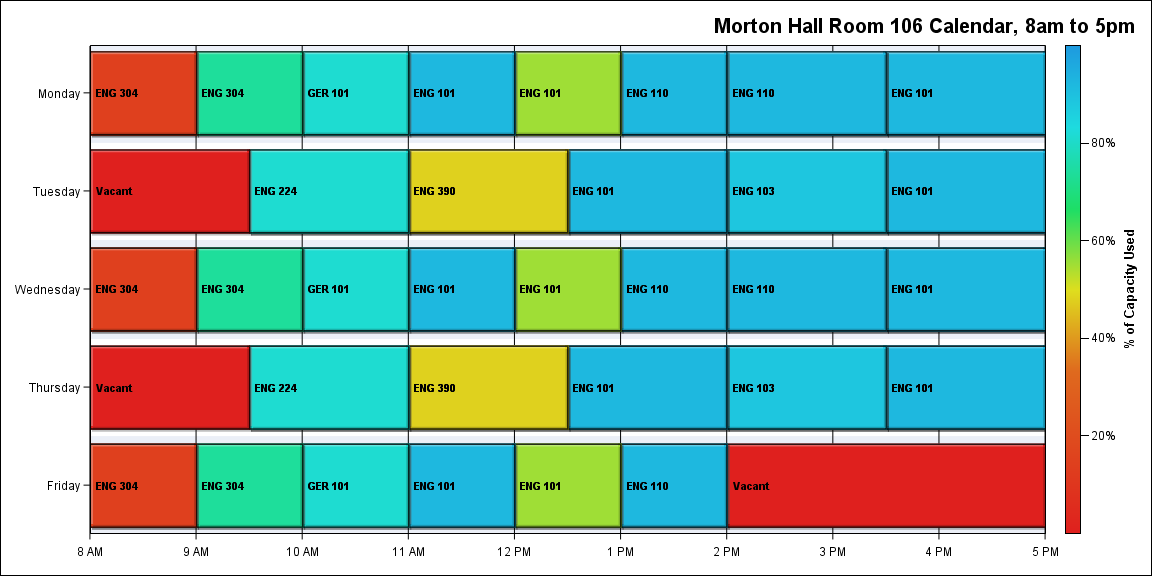 Morton Hall Room 106 Calendar, 8am to 5pm
Monday
ENG 304
ENG 304
GER 101
ENG 101
ENG 101
ENG 110
ENG 110
ENG 101
Tuesday
Vacant
ENG 224
ENG 390
ENG 101
ENG 103
ENG 101
Wednesday
ENG 304
ENG 304
GER 101
ENG 101
ENG 101
ENG 110
ENG 110
ENG 101
Thursday
Vacant
ENG 224
ENG 390
ENG 101
ENG 103
ENG 101
Friday
ENG 304
ENG 304
GER 101
ENG 101
ENG 101
ENG 110
Vacant
8 AM
9 AM
10 AM
11 AM
12 PM
1 PM
2 PM
3 PM
4 PM
5 PM
80%
60%
40%
20%
% of Capacity Used